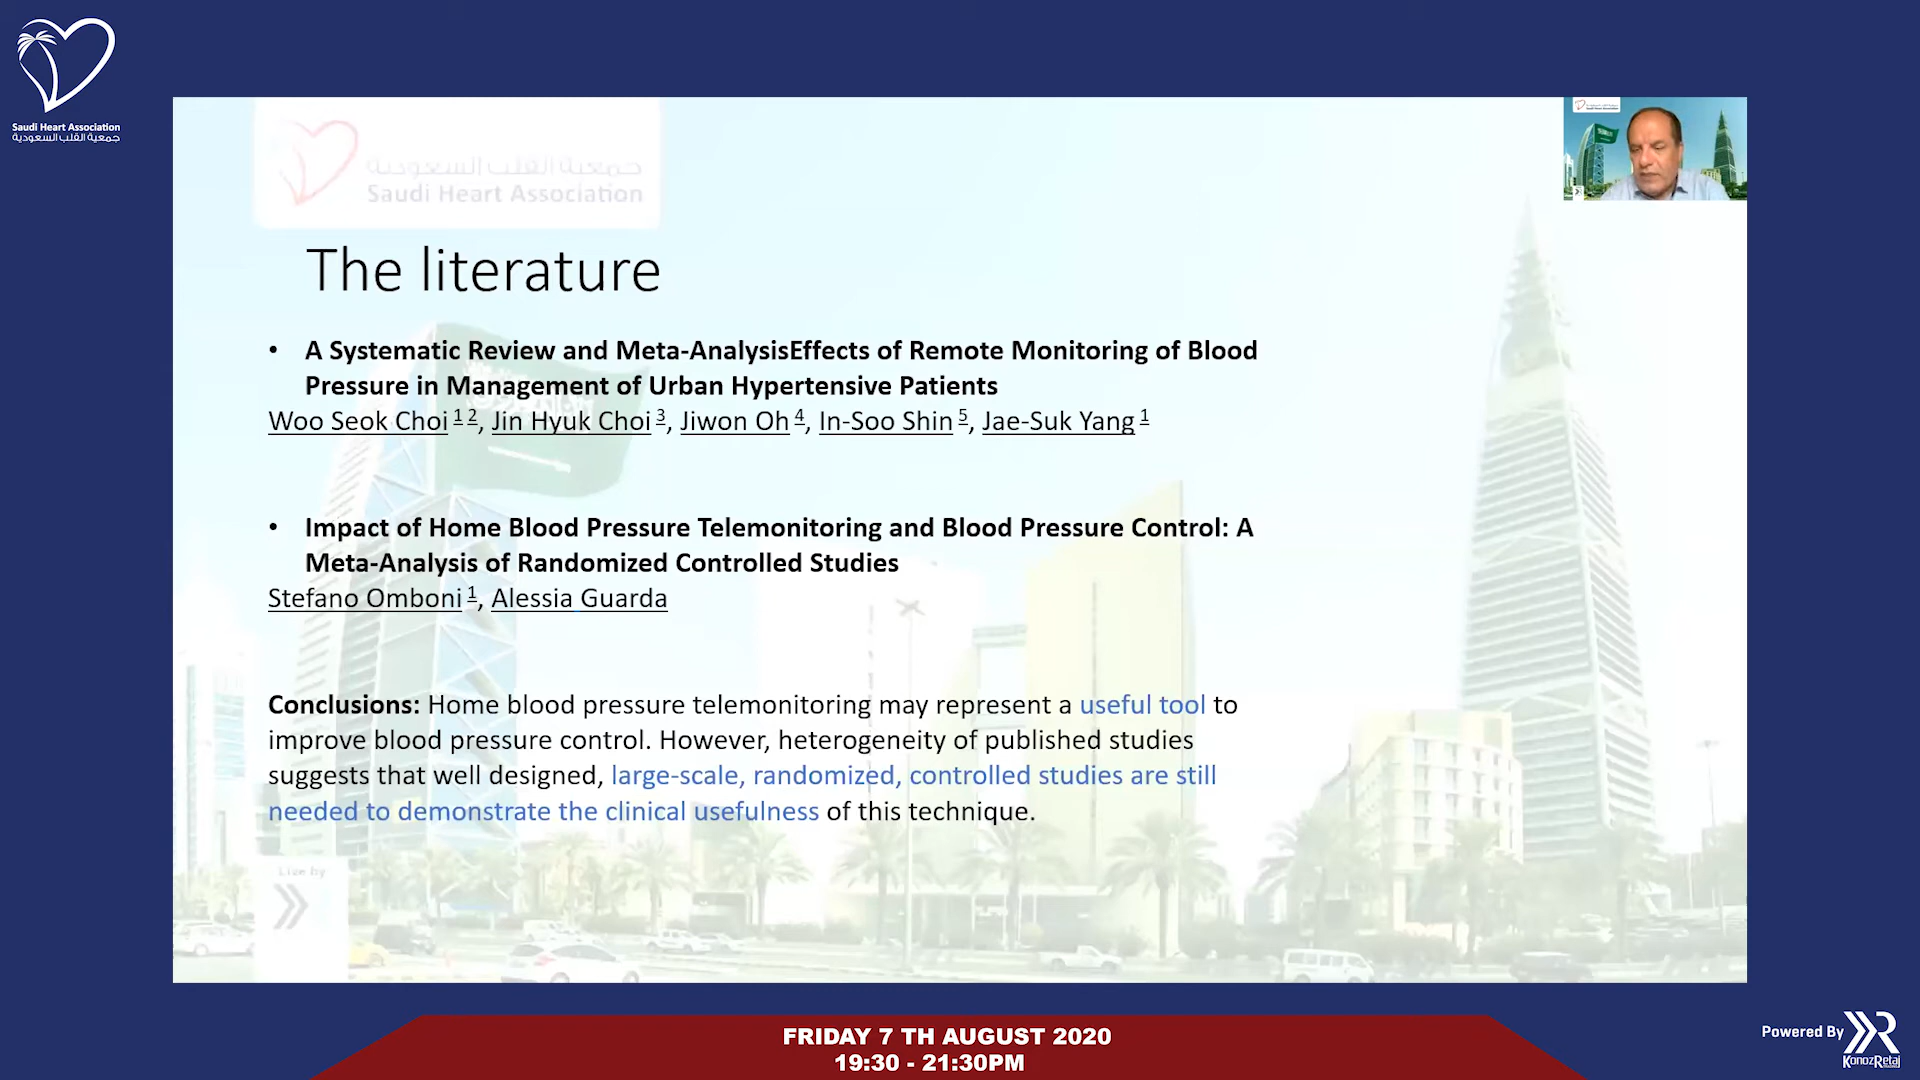 Saudi Heart Association
جمعية القلب السعودية
جمعية القلب السعودية
Saudi Heart Association
The literature
• A Systematic Review and Meta-AnalysisEffects of Remote Monitoring of Blood
Pressure in Management of Urban Hypertensive Patients
Woo Seok Choi 1 2, Jin Hyuk Choi 3, Jiwon Oh 4, In-Soo Shin 5, Jae-Suk Yang 1
• Impact of Home Blood Pressure Telemonitoring and Blood Pressure Control: A
Meta-Analysis of Randomized Controlled Studies
Stefano Omboni 1, Alessia Guarda
Conclusions: Home blood pressure telemonitoring may represent a useful tool to
improve blood pressure control. However, heterogeneity of published studies
suggests that well designed, large-scale, randomized, controlled studies are still
needed to demonstrate the clinical usefulness of this technique.
Live by
FRIDAY 7 TH AUGUST 2020
19:30 - 21:30PM
Powered By
KonozRetaj